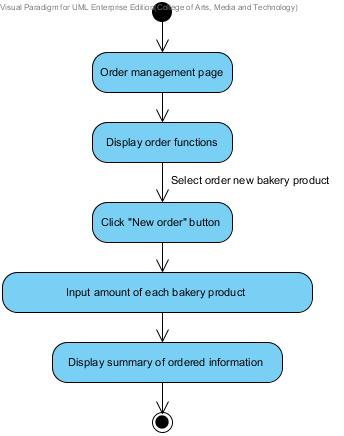 Visual Paradigm for UML Enterprise Edition(College of Arts, Media and Technology)
Order management page
Display order functions
Select order new bakery product
Click "New order" button
Input amount of each bakery product
Display summary of ordered information